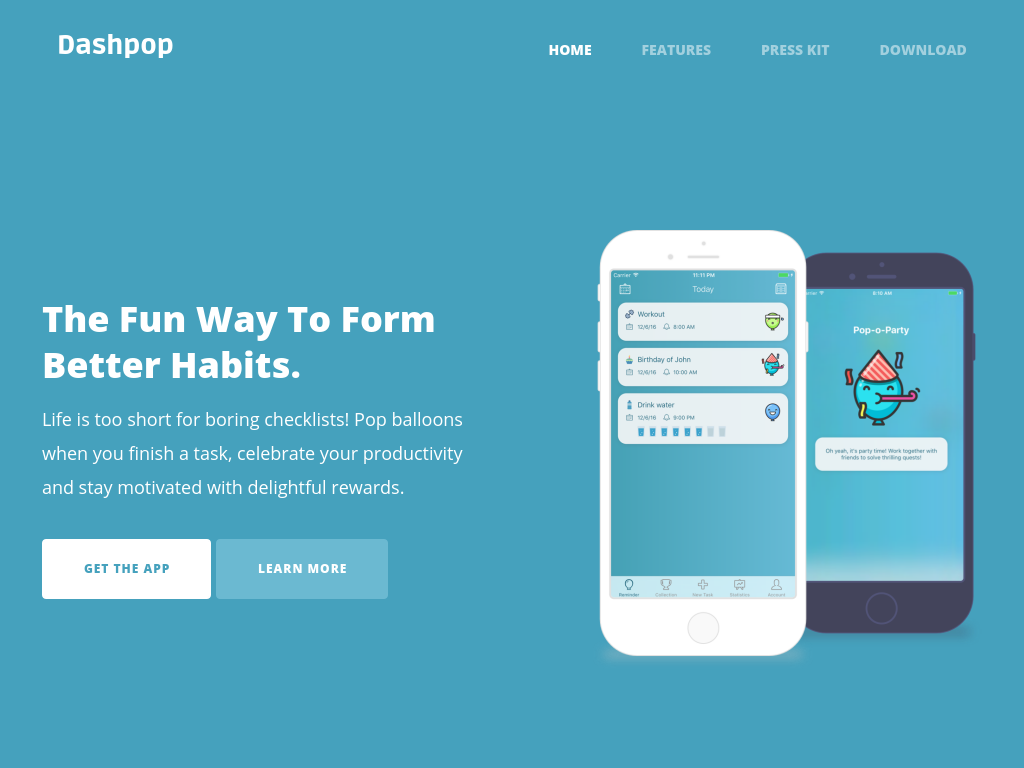 Dashpop
HOME
FEATURES
PRESS KIT
DOWNLOAD
The Fun Way To Form
Better Habits.
Life is too short for boring checklists! Pop balloons
when you finish a task, celebrate your productivity
and stay motivated with delightful rewards.
GET THE APP
LEARN MORE
Carrier
11:11 PM
Today
Workout
12/6/16
8:00 AM
Birthday of John
12/6/16
10:00 AM
Drink water
12/6/16
9:00 PM
Reminder
Collection
New Task
Statistics
Account
Pop-o-Party
Oh yeah, it's party time! Work together with
friends to solve thrilling quests!